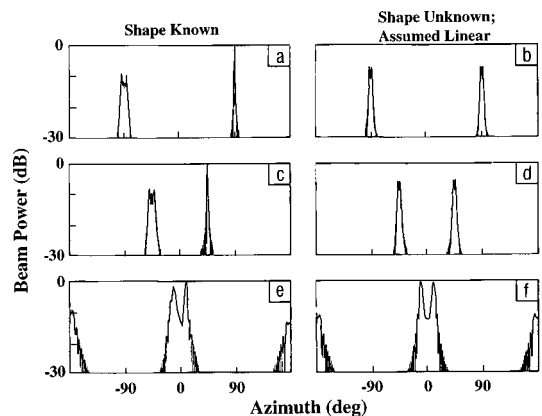 Shape Known
Shape Unknown;
Assumed Linear
0
a
b
-30
0
c
d
-30
0
e
f
-30
-90 0 90
-90 0 90
Beam Power (dB)
Azimuth (deg)